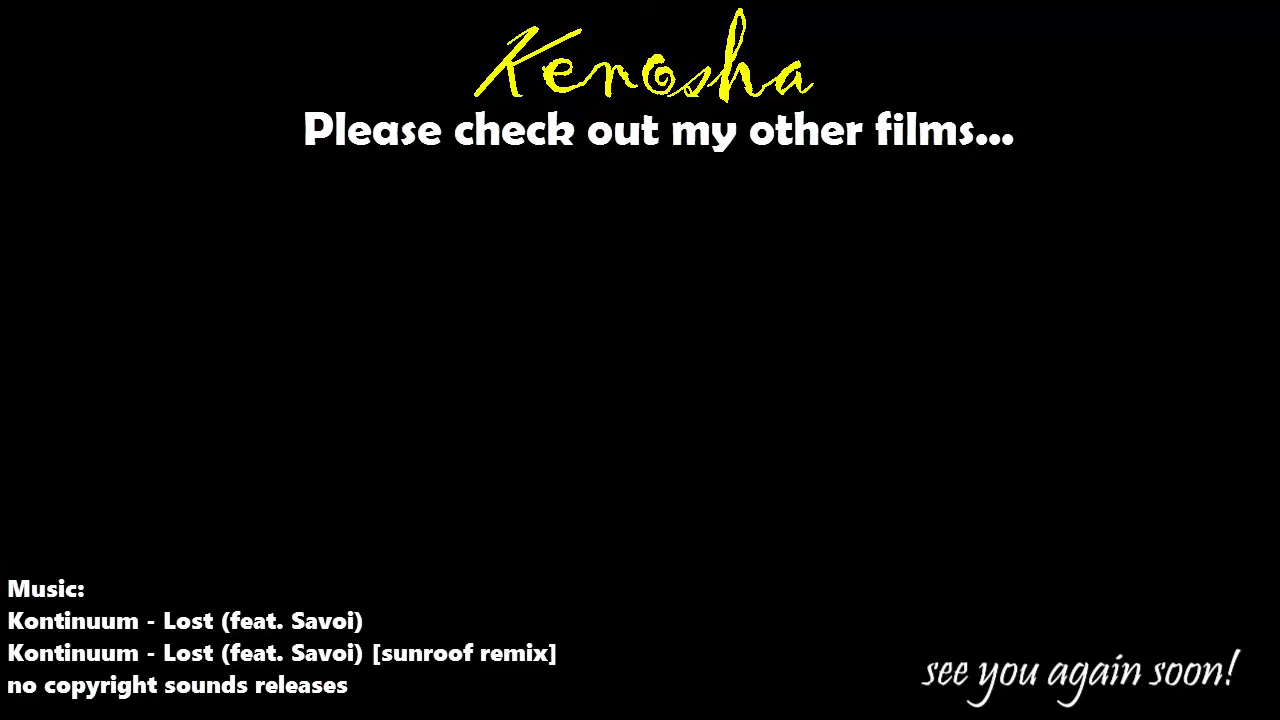 Kenosha
Please check out my other films...
Music:
Kontinuum - Lost (feat. Savoi)
Kontinuum - Lost (feat. Savoi) [sunroof remix]
no copyright sounds releases
see you again soon!